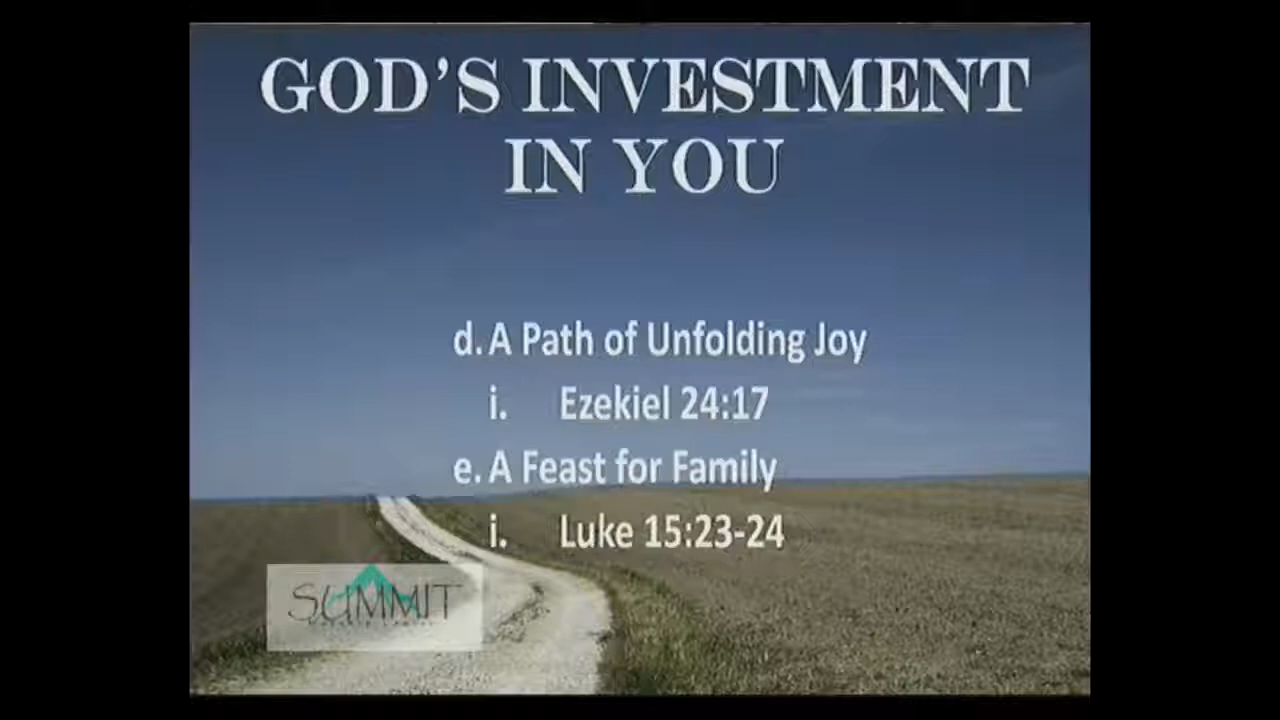 GOD’S INVESTMENT
IN YOU
d. A Path of Unfolding Joy
i. Ezekiel 24:17
e. A Feast for Family
i. Luke 15:23-24
SUMMIT